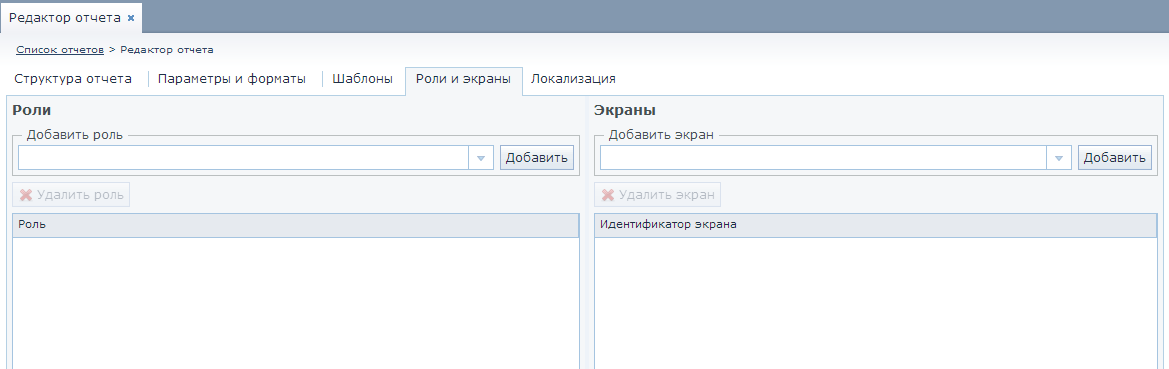 Редактор отчета
Список отчетов > Редактор отчета
Структура отчета Параметры и форматы Шаблоны Роли и экраны Локализация
Роли
Добавить роль
Добавить
Удалить роль
Роль
Экраны
Добавить экран
Добавить
Удалить экран
Идентификатор экрана